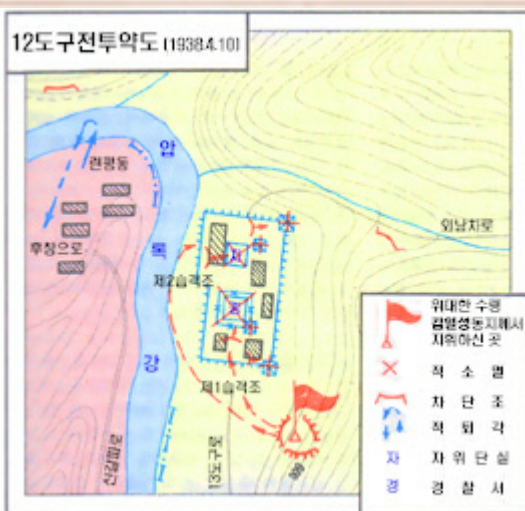 12도구전투약도 (1938.4.10)
압
록
강
련평동
후창으로
외남차로
제2습격조
제1습격조
신갈파로
13도구로
위대한 수령
김일성동지께서
지휘하신 곳
적 소 멸
차 단 조
적 퇴 각
자 자 위 단 실
경 경 찰 서